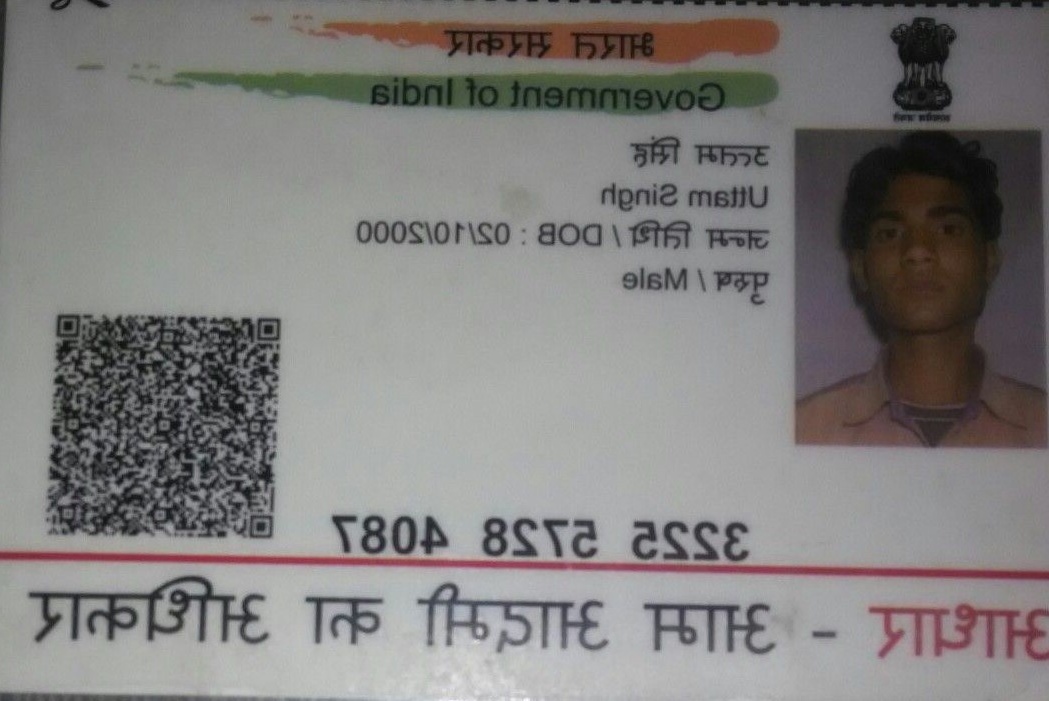 भारत सरकार
Government of India
उत्तम सिंह
Uttam Singh
जन्म तिथि / DOB : 02/10/2000
पुरुष / Male
3225 5728 4087
आधार - आम आदमी का अधिकार